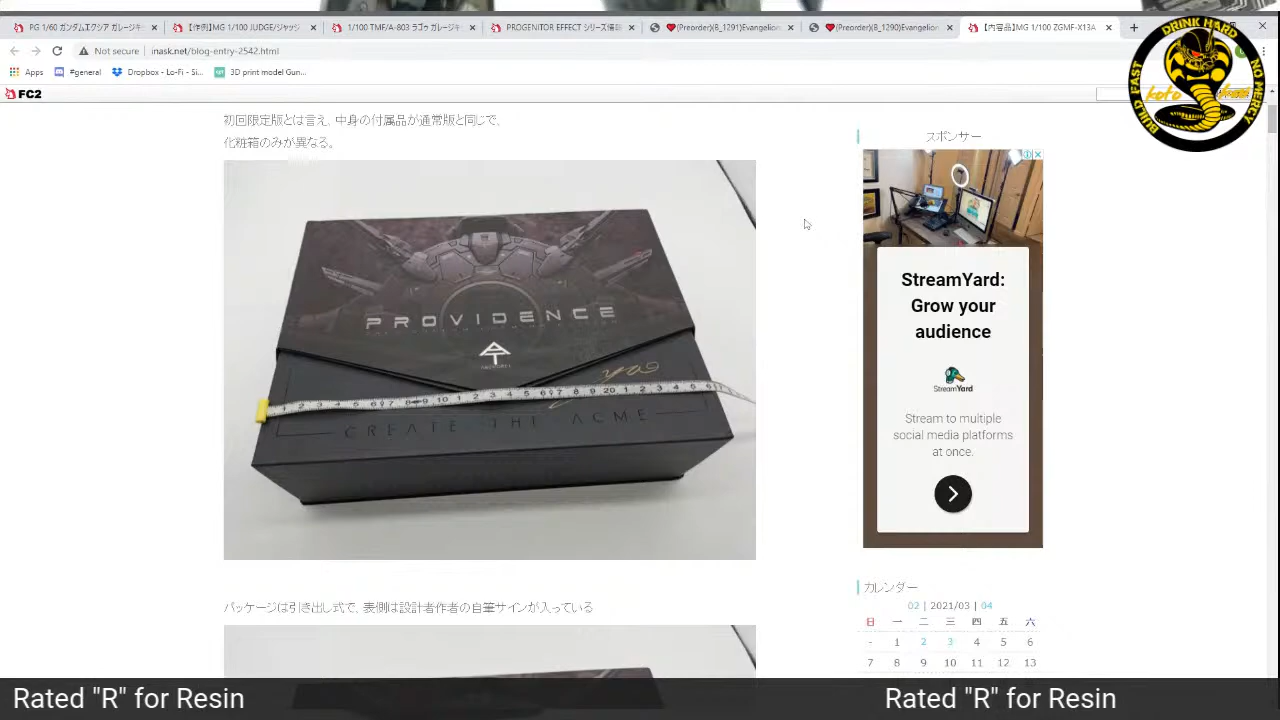 PG 1/60 ガンダムエクシア ガレージキ
【作例】MG 1/100 JUDGE/ジャッジ
1/100 TMF/A-803 ラゴゥ ガレージキ
PROGENITOR EFFECT シリーズ情報
(Preorder)(B_1291)Evangelion
(Preorder)(B_1290)Evangelion
【内容品】MG 1/100 ZGMF-X13A
Not secure | inask.net/blog-entry-2542.html
Apps
#general
Dropbox - Lo-Fi - Si...
3D print model Gun...
DRINK HARD
NO MERCY
BUILD FAST
FC2
初回限定版とは言え、中身の付属品が通常版と同じで、
化粧箱のみが異なる。
PROVIDENCE
CREATE THE ACME
スポンサー
StreamYard:
Grow your
audience
StreamYard
Stream to multiple
social media platforms
at once.
パッケージは引き出し式で、表側は設計者作者の自筆サインが入っている
カレンダー
02 | 2021/03 | 04
日 一 二 三 四 五 六
- 1 2 3 4 5 6
7 8 9 10 11 12 13
Rated "R" for Resin
Rated "R" for Resin